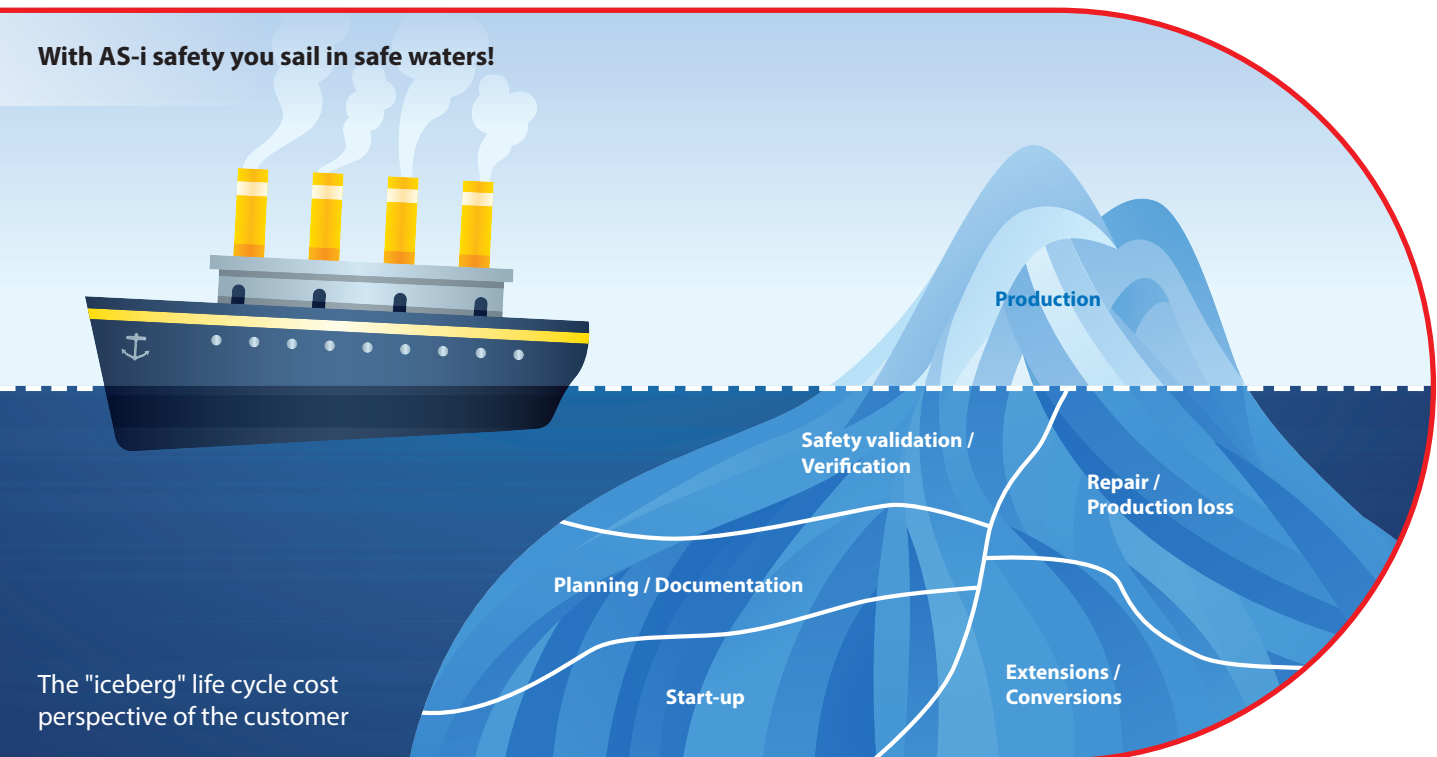 With AS-i safety you sail in safe waters!
Production
Safety validation /
Verification
Repair /
Production loss
Planning / Documentation
Extensions /
Conversions
Start-up
The "iceberg" life cycle cost
perspective of the customer